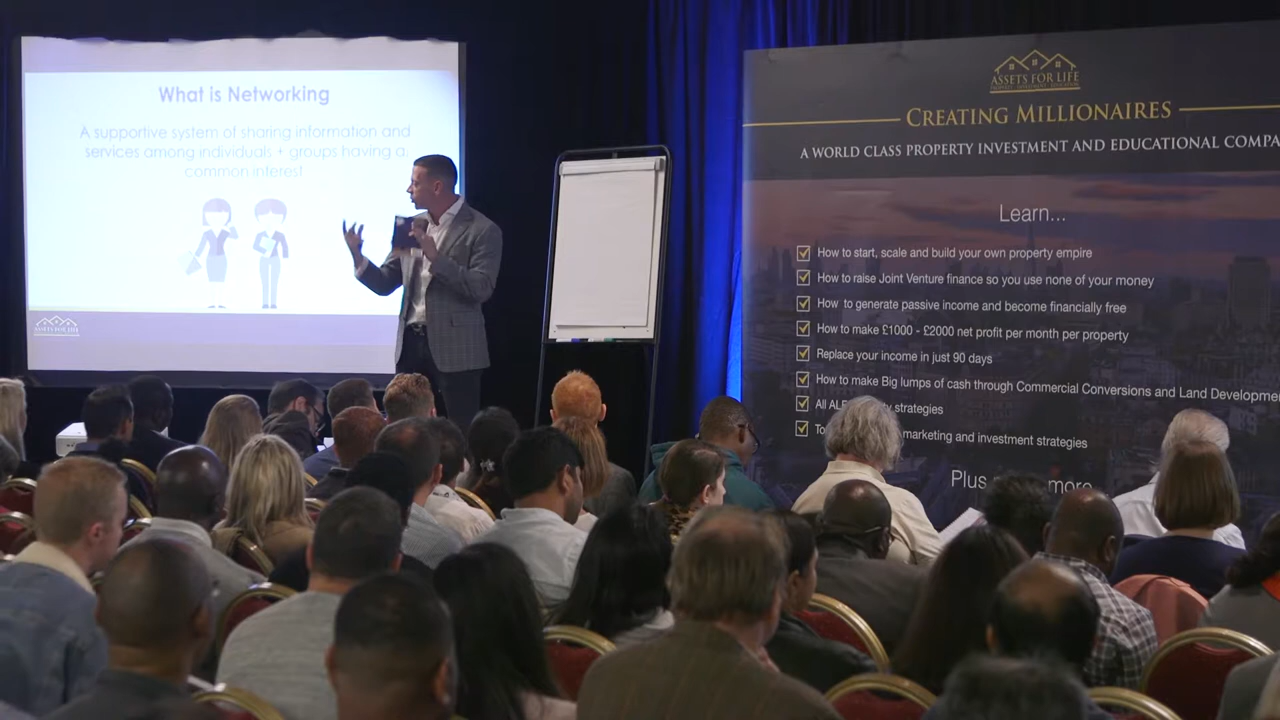 What is Networking
A supportive system of sharing information and
services among individuals + groups having a
common interest
ASSETS FOR LIFE
ASSETS FOR LIFE
PROPERTY INVESTMENT EDUCATION
CREATING MILLIONAIRES
A WORLD CLASS PROPERTY INVESTMENT AND EDUCATIONAL COMPA
Learn...
How to start, scale and build your own property empire
How to raise Joint Venture finance so you use none of your money
How to generate passive income and become financially free
How to make £1000 - £2000 net profit per month per property
Replace your income in just 90 days
How to make Big lumps of cash through Commercial Conversions and Land Developme
All strategies
marketing and investment strategies
Plus more